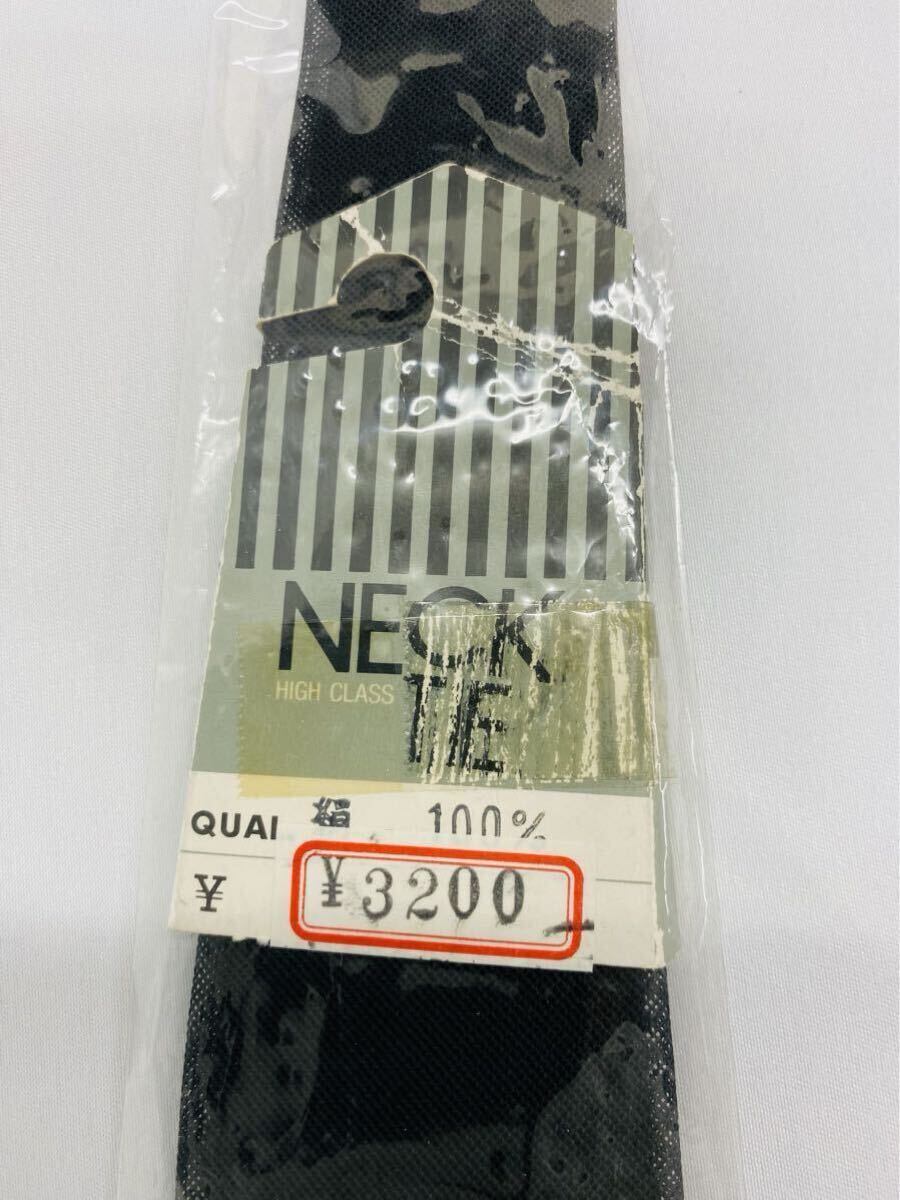 NECK
HIGH CLASS TIE
QUAL 絹 100%
¥ ¥3200